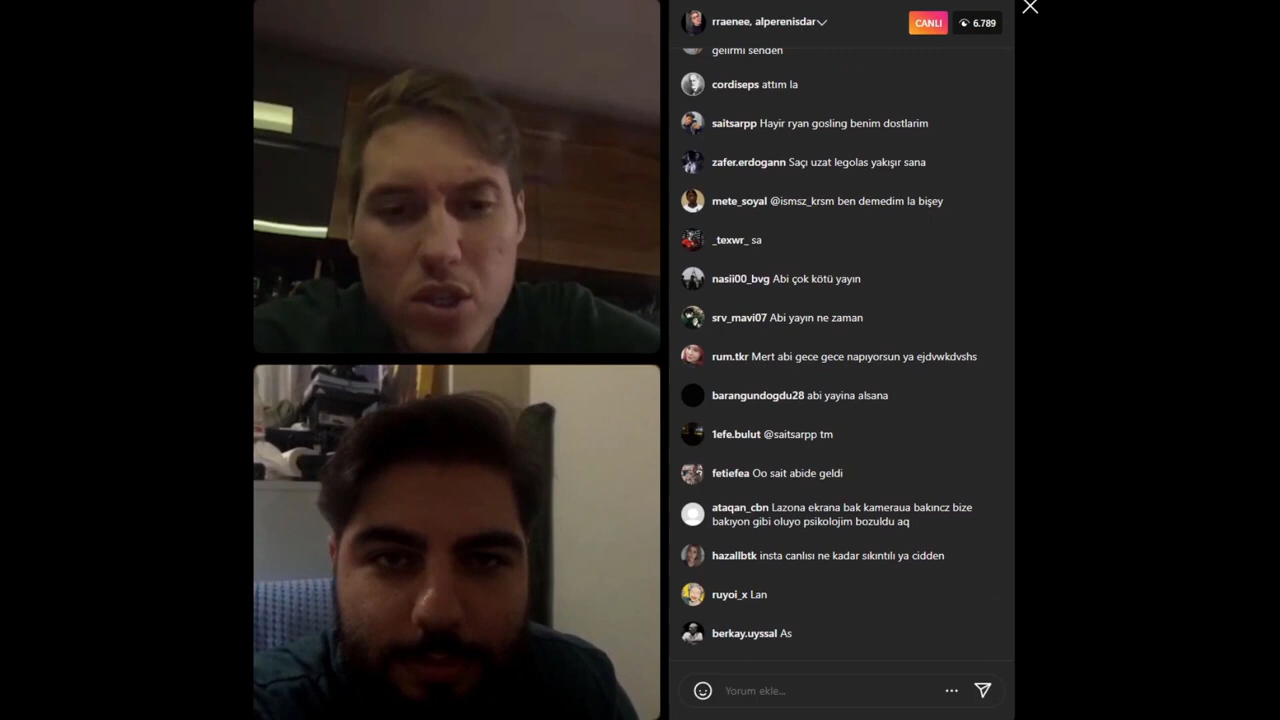 rraenee, alperenisdar
CANLI
6.789
gelirmi senden
cordiseps attım la
saitsarpp Hayir ryan gosling benim dostlarim
zafer.erdogann Saçı uzat legolas yakışır sana
mete_soyal @ismsz_krsm ben demedim la bişey
_texwr_ sa
nasii00_bvg Abi çok kötü yayın
srv_mavi07 Abi yayın ne zaman
rum.tkr Mert abi gece gece napıyorsun ya ejdvwkdvshs
barangundogdu28 abi yayina alsana
1efe.bulut @saitsarpp tm
fetiefea Oo sait abide geldi
ataqan_cbn Lazona ekrana bak kameraua bakıncz bize
bakıyon gibi oluyo psikolojim bozuldu aq
hazallbtk insta canlısı ne kadar sıkıntılı ya cidden
ruyoi_x Lan
berkay.uyssal As
Yorum ekle...